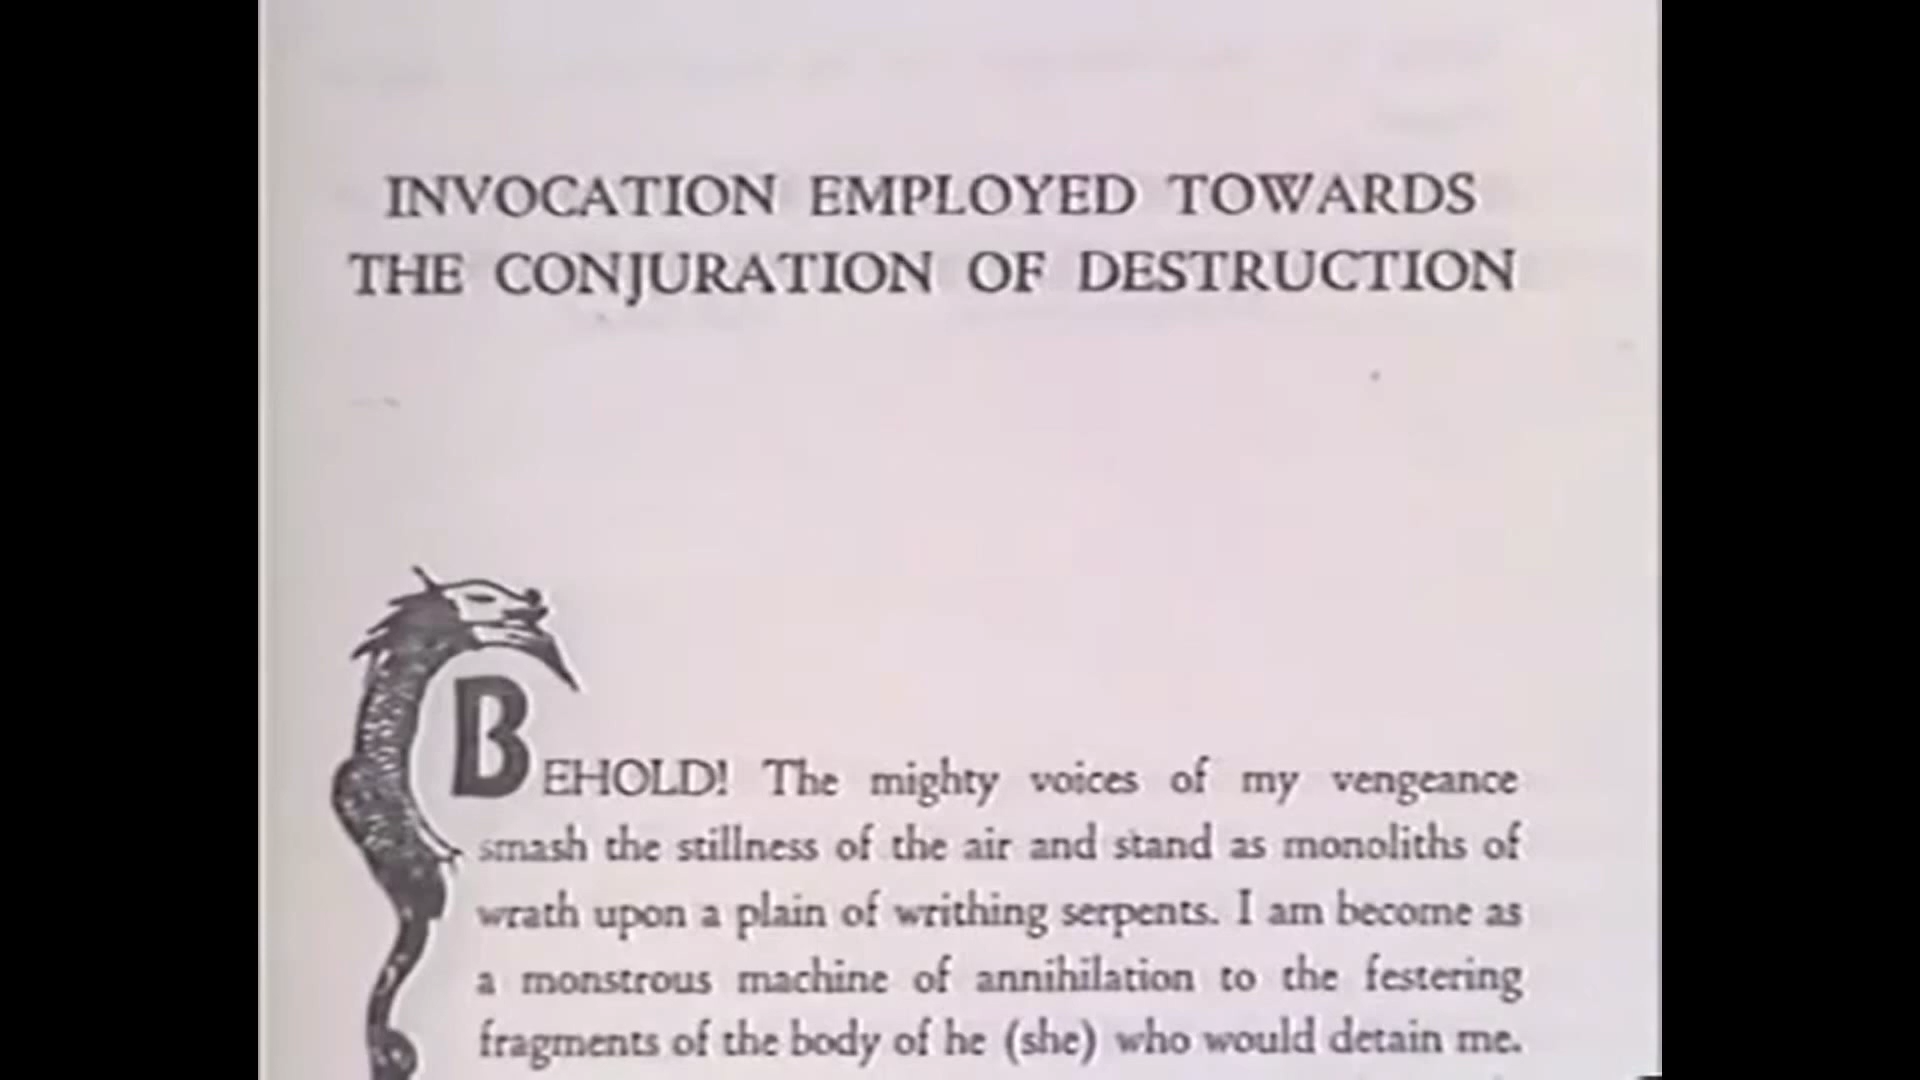 INVOCATION EMPLOYED TOWARDS
THE CONJURATION OF DESTRUCTION
BEHOLD! The mighty voices of my vengeance
smash the stillness of the air and stand as monoliths of
wrath upon a plain of writhing serpents. I am become as
a monstrous machine of annihilation to the festering
fragments of the body of he (she) who would detain me.